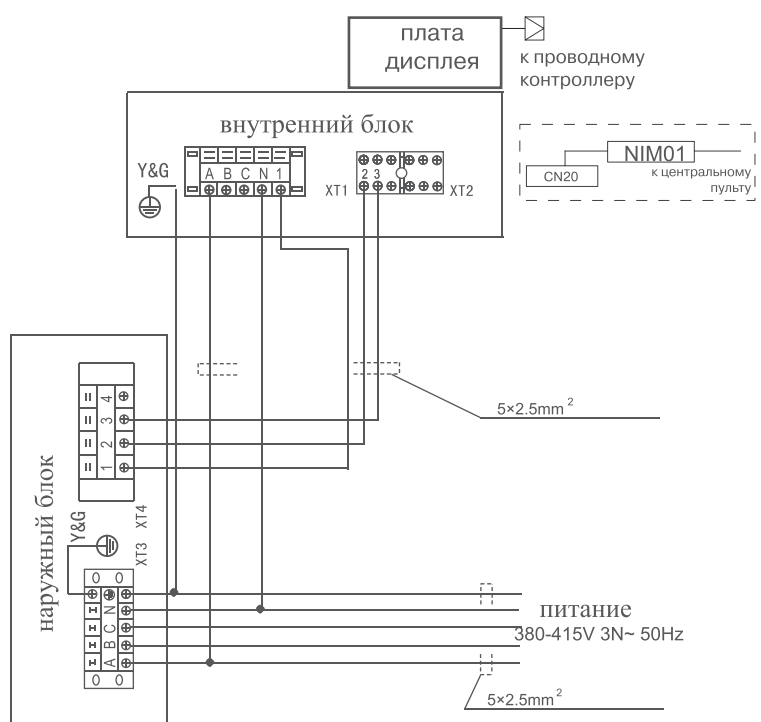 плата
дисплея
к проводному
контроллеру
внутренний блок
Y&G
A B C N 1
XT1
2 3
XT2
NIM01
CN20
к центральному
пульту
наружный блок
4
3
2
1
5×2.5mm²
Y&G
XT4
XT3
N
C
B
A
питание
380-415V 3N~ 50Hz
5×2.5mm²